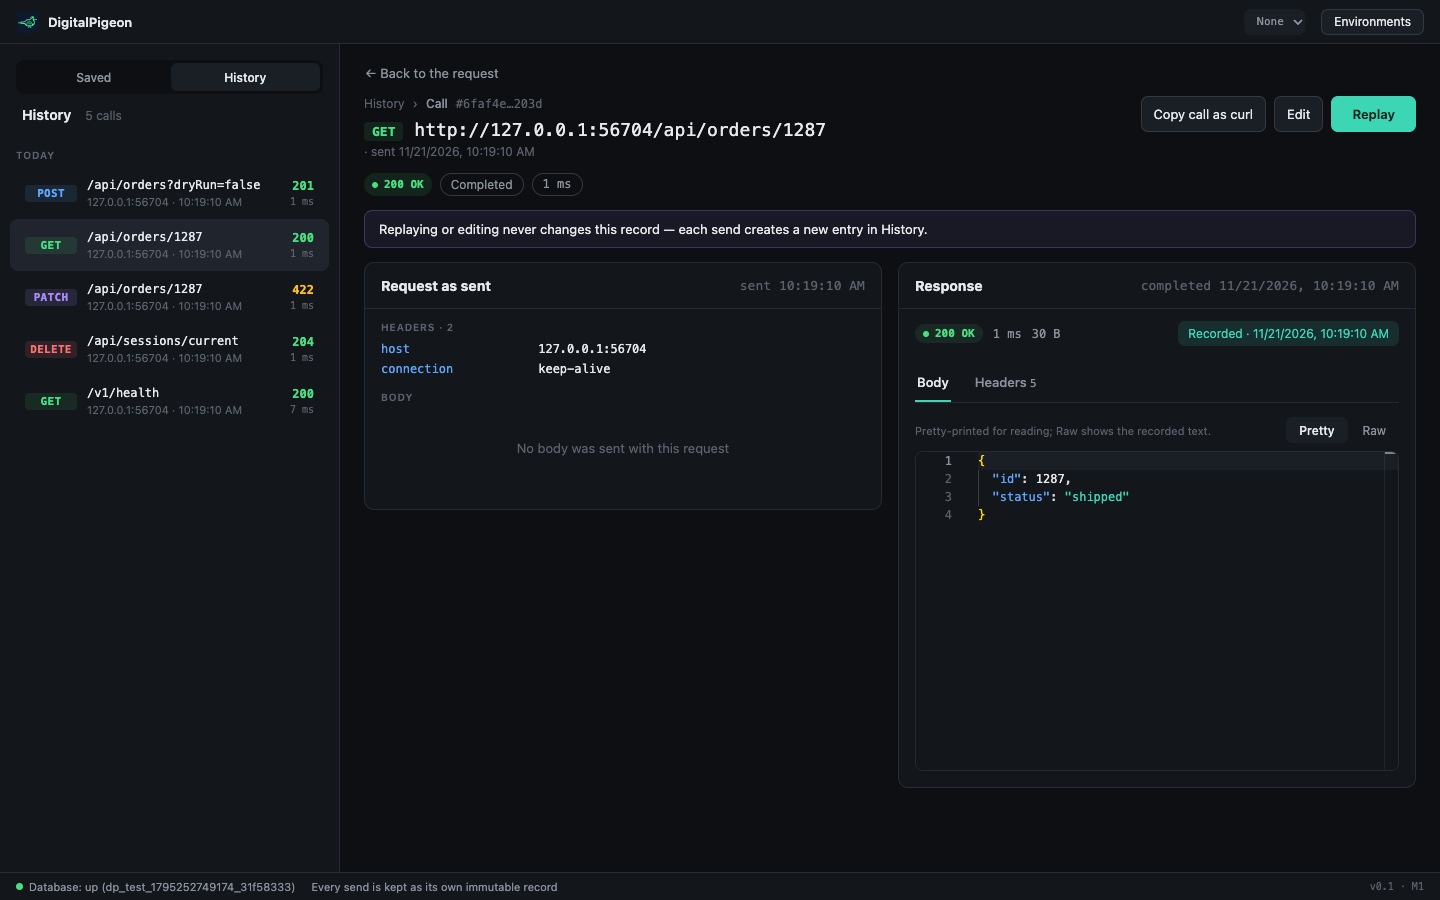 DigitalPigeon
None
Environments
Saved
History
History 5 calls
TODAY
POST /api/orders?dryRun=false 201
127.0.0.1:56704 · 10:19:10 AM 1 ms
GET /api/orders/1287 200
127.0.0.1:56704 · 10:19:10 AM 1 ms
PATCH /api/orders/1287 422
127.0.0.1:56704 · 10:19:10 AM 1 ms
DELETE /api/sessions/current 204
127.0.0.1:56704 · 10:19:10 AM 1 ms
GET /v1/health 200
127.0.0.1:56704 · 10:19:10 AM 7 ms
← Back to the request
History › Call #6faf4e…203d
GET http://127.0.0.1:56704/api/orders/1287
· sent 11/21/2026, 10:19:10 AM
Copy call as curl
Edit
Replay
200 OK Completed 1 ms
Replaying or editing never changes this record — each send creates a new entry in History.
Request as sent sent 10:19:10 AM
HEADERS · 2
host 127.0.0.1:56704
connection keep-alive
BODY
No body was sent with this request
Response completed 11/21/2026, 10:19:10 AM
200 OK 1 ms 30 B Recorded · 11/21/2026, 10:19:10 AM
Body Headers 5
Pretty-printed for reading; Raw shows the recorded text. Pretty Raw
1 {
2 "id": 1287,
3 "status": "shipped"
4 }
Database: up (dp_test_1795252749174_31f58333) Every send is kept as its own immutable record
v0.1 · M1